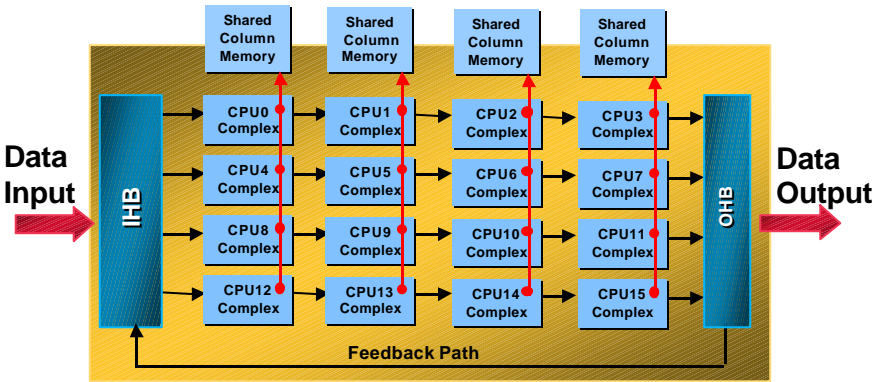 Shared
Column
Memory
Shared
Column
Memory
Shared
Column
Memory
Shared
Column
Memory
Data
Input
IHB
CPU0
Complex
CPU1
Complex
CPU2
Complex
CPU3
Complex
CPU4
Complex
CPU5
Complex
CPU6
Complex
CPU7
Complex
CPU8
Complex
CPU9
Complex
CPU10
Complex
CPU11
Complex
CPU12
Complex
CPU13
Complex
CPU14
Complex
CPU15
Complex
OHB
Data
Output
Feedback Path